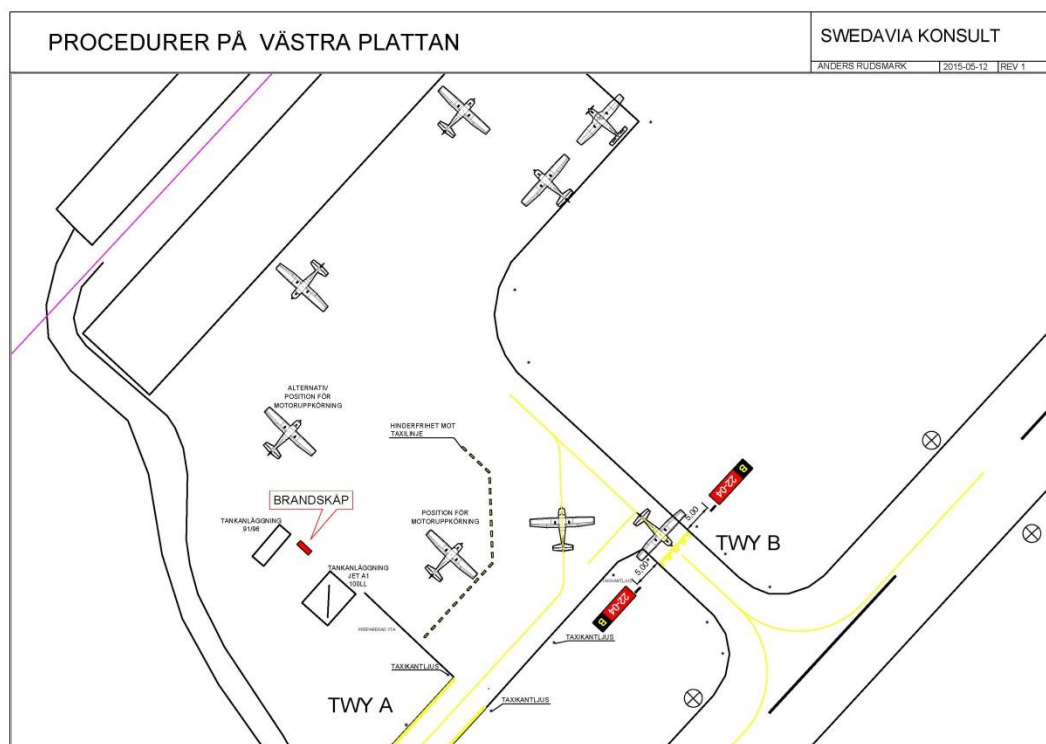 PROCEDURER PÅ VÄSTRA PLATTAN
SWEDAVIA KONSULT
ANDERS RUDSMARK 2015-05-12 REV 1
ALTERNATIV
POSITION FÖR
MOTORUPPKÖRNING
HINDERFRIHET MOT
TAXILINJE
BRANDSKÅP
TANKANLÄGGNING
91/96
POSITION FÖR
MOTORUPPKÖRNING
TANKANLÄGGNING
JET A1
100LL
B
22-04
5.00
TWY B
5.00
TAXIKANTLJUS
22-04
B
PREPARERAD YTA
TAXIKANTLJUS
TAXIKANTLJUS
TWY A
TAXIKANTLJUS